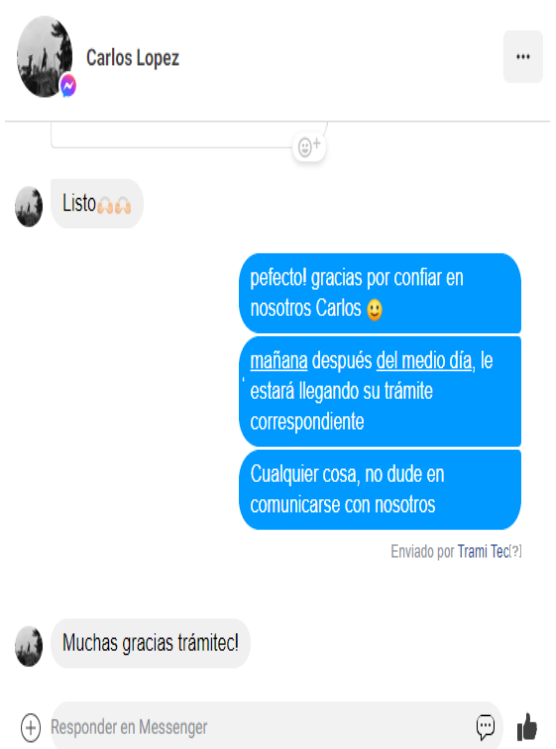 Carlos Lopez
Listo🙌🏻🙌🏻
pefecto! gracias por confiar en
nosotros Carlos 🙂
mañana después del medio día, le
estará llegando su trámite
correspondiente
Cualquier cosa, no dude en
comunicarse con nosotros
Enviado por Trami Tec[?]
Muchas gracias trámitec!
Responder en Messenger